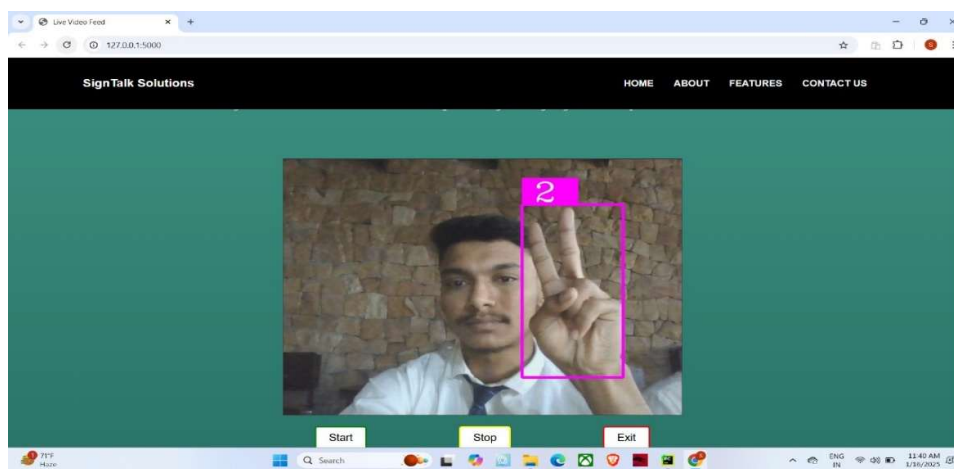 Live Video Feed
127.0.0.1:5000
SignTalk Solutions
HOME ABOUT FEATURES CONTACT US
2
Start Stop Exit
71°F
Haze
Search
ENG
IN
11:40 AM
1/16/2025